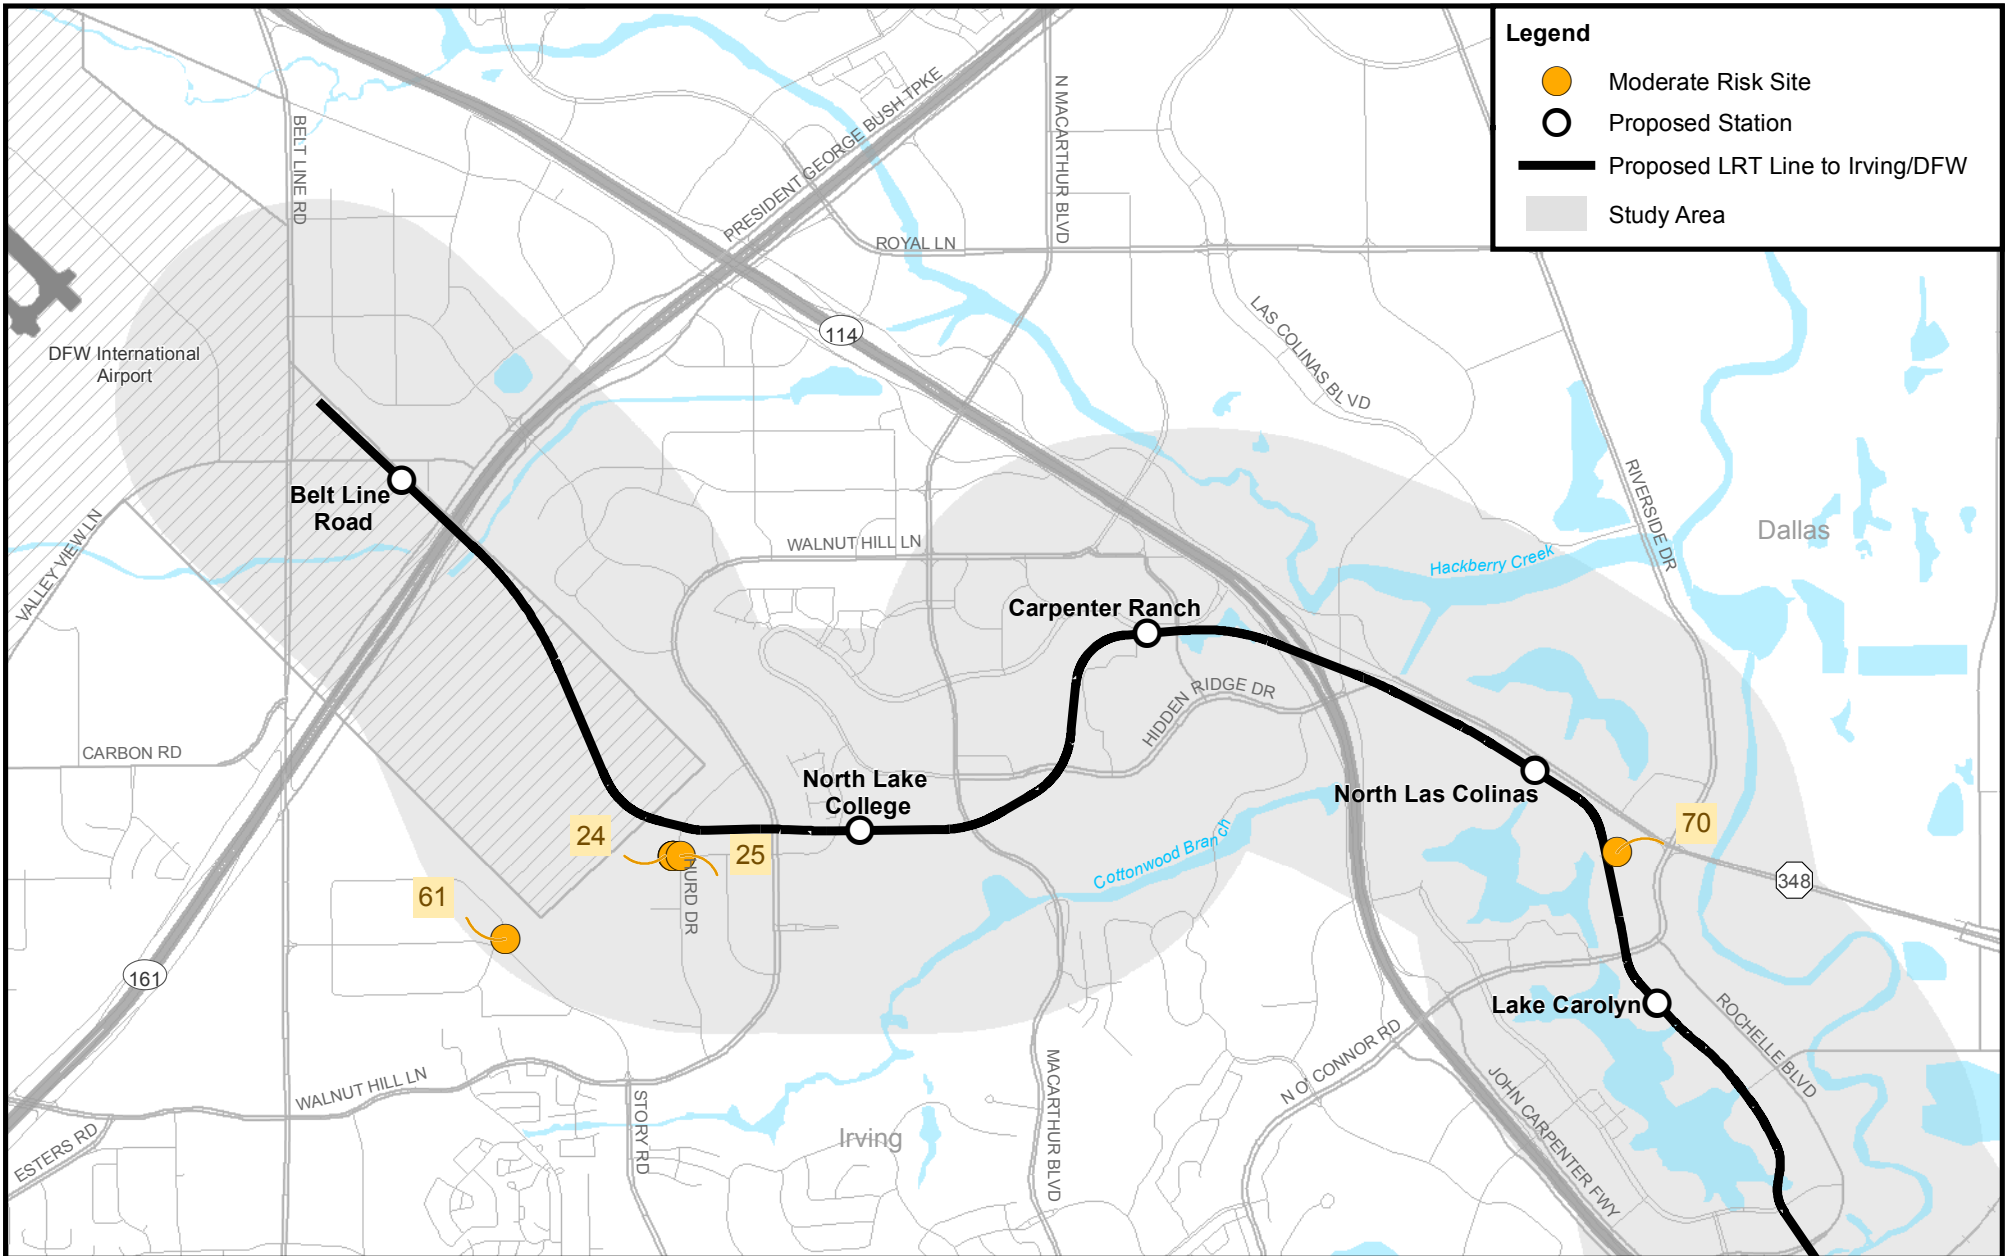 Legend
Moderate Risk Site
Proposed Station
Proposed LRT Line to Irving/DFW
Study Area
BELT LINE RD
PRESIDENT GEORGE BUSH TPKE
N MACARTHUR BLVD
ROYAL LN
114
LAS COLINAS BLVD
DFW International
Airport
Belt Line
Road
VALLEY VIEW LN
WALNUT HILL LN
RIVERSIDE DR
Dallas
Hackberry Creek
Carpenter Ranch
HIDDEN RIDGE DR
CARBON RD
North Lake
College
North Las Colinas
70
24
25
Cottonwood Branch
348
61
HURD DR
161
Lake Carolyn
ROCHELLE BLVD
N O' CONNOR RD
WALNUT HILL LN
STORY RD
MACARTHUR BLVD
JOHN CARPENTER FWY
Irving
ESTERS RD